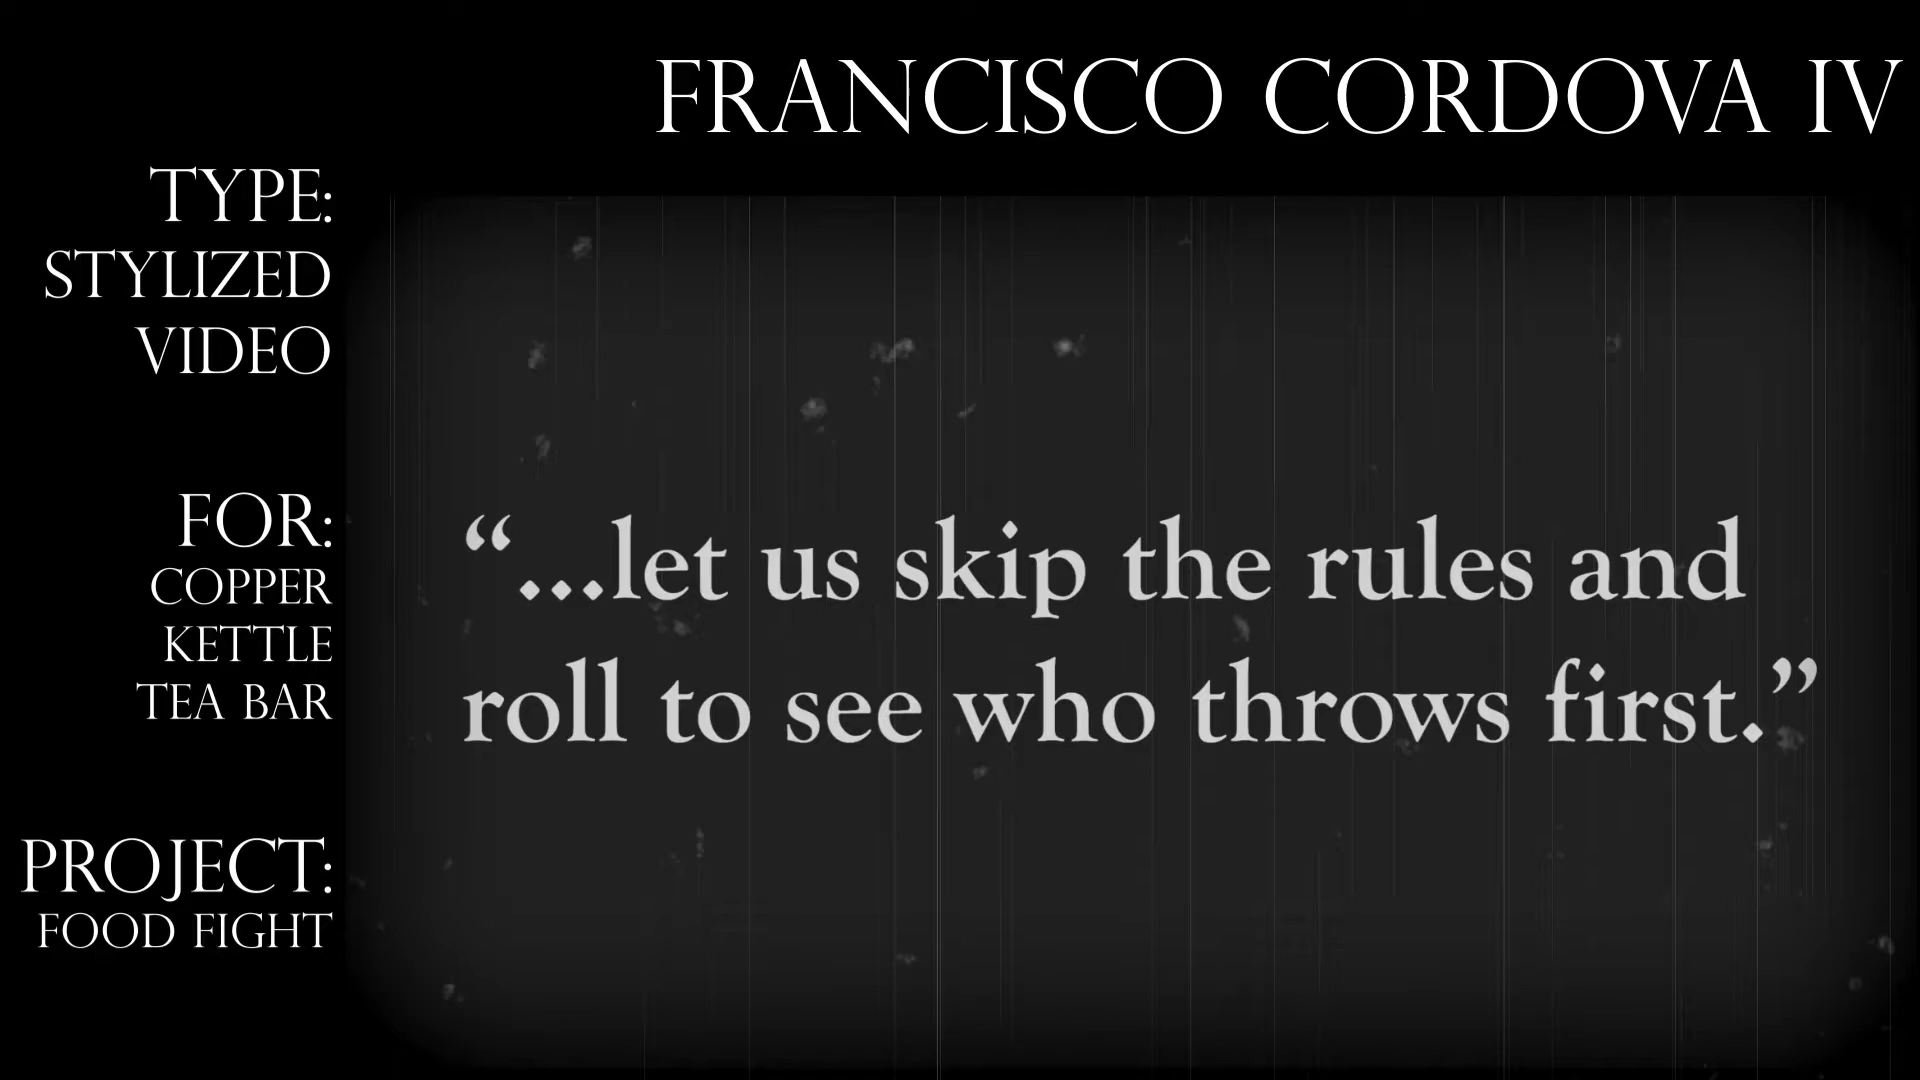 FRANCISCO CORDOVA IV
TYPE:
STYLIZED
VIDEO
FOR:
COPPER
KETTLE
TEA BAR
PROJECT:
FOOD FIGHT
“...let us skip the rules and
roll to see who throws first.”